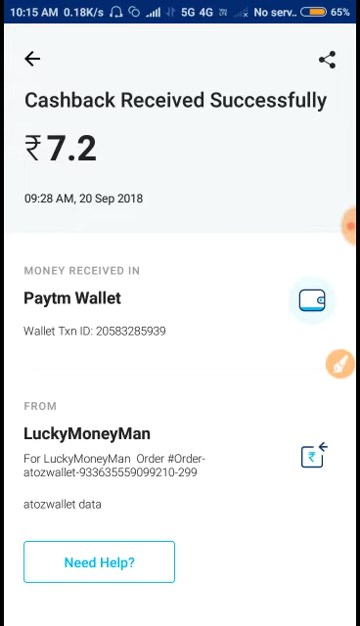 10:15 AM 0.18K/s 5G 4G No serv.. 65%
Cashback Received Successfully
₹7.2
09:28 AM, 20 Sep 2018
MONEY RECEIVED IN
Paytm Wallet
Wallet Txn ID: 20583285939
FROM
LuckyMoneyMan
For LuckyMoneyMan Order #Order-
atozwallet-933635559099210-299
atozwallet data
Need Help?